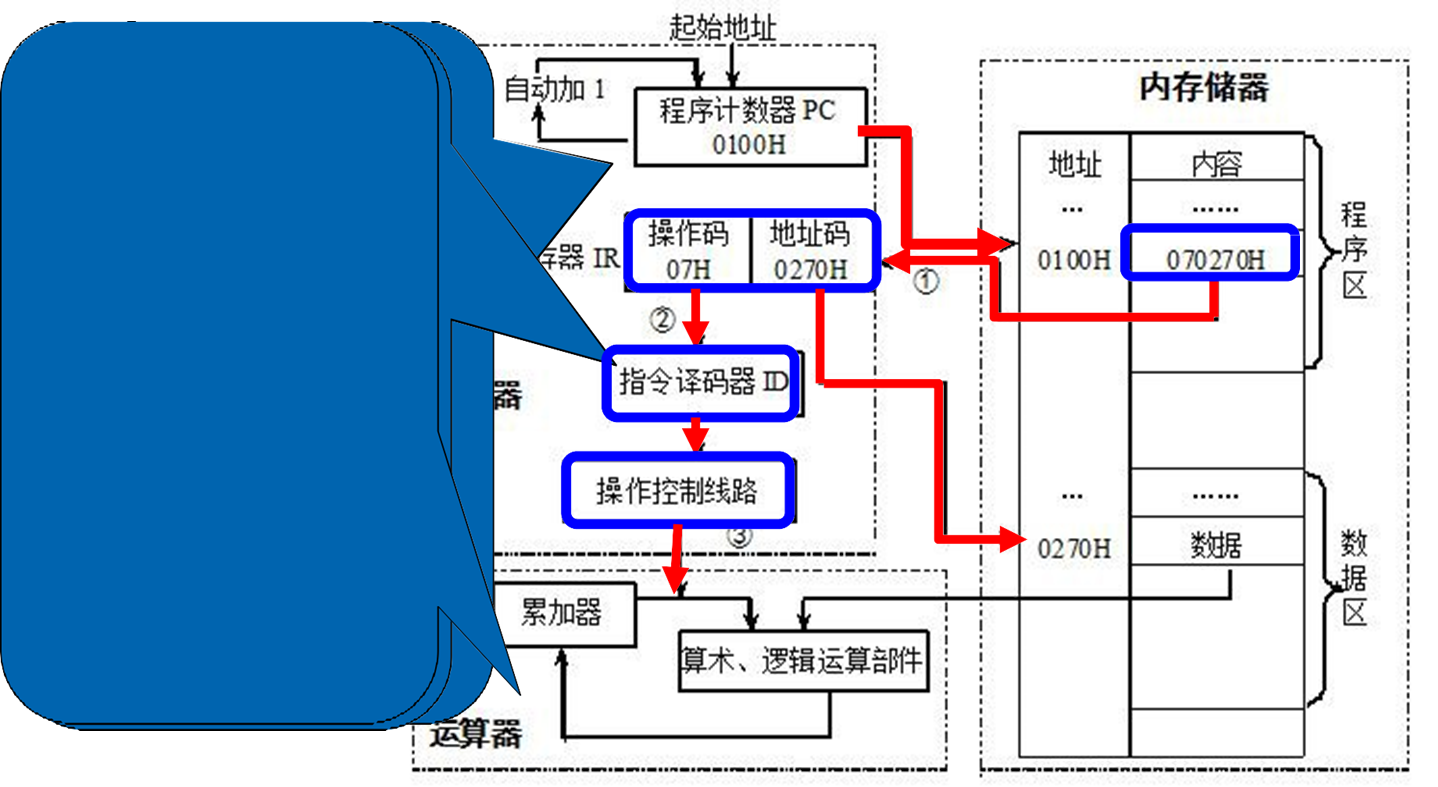 起始地址
自动加 1
程序计数器 PC
0100H
存器 IR
操作码
07H
地址码
0270H
①
②
指令译码器 ID
器
操作控制线路
③
累加器
算术、逻辑运算部件
运算器
内存储器
地址
内容
...
......
0100H
070270H
程序区
...
......
0270H
数据
数据区